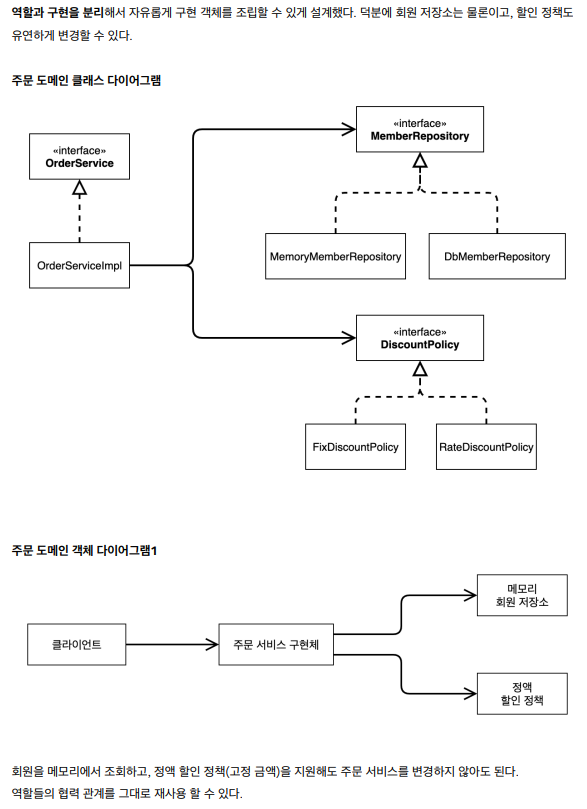 역할과 구현을 분리해서 자유롭게 구현 객체를 조립할 수 있게 설계했다. 덕분에 회원 저장소는 물론이고, 할인 정책도
유연하게 변경할 수 있다.
주문 도메인 클래스 다이어그램
«interface»
OrderService
«interface»
MemberRepository
OrderServiceImpl
MemoryMemberRepository
DbMemberRepository
«interface»
DiscountPolicy
FixDiscountPolicy
RateDiscountPolicy
주문 도메인 객체 다이어그램1
클라이언트
주문 서비스 구현체
메모리
회원 저장소
정액
할인 정책
회원을 메모리에서 조회하고, 정액 할인 정책(고정 금액)을 지원해도 주문 서비스를 변경하지 않아도 된다.
역할들의 협력 관계를 그대로 재사용 할 수 있다.